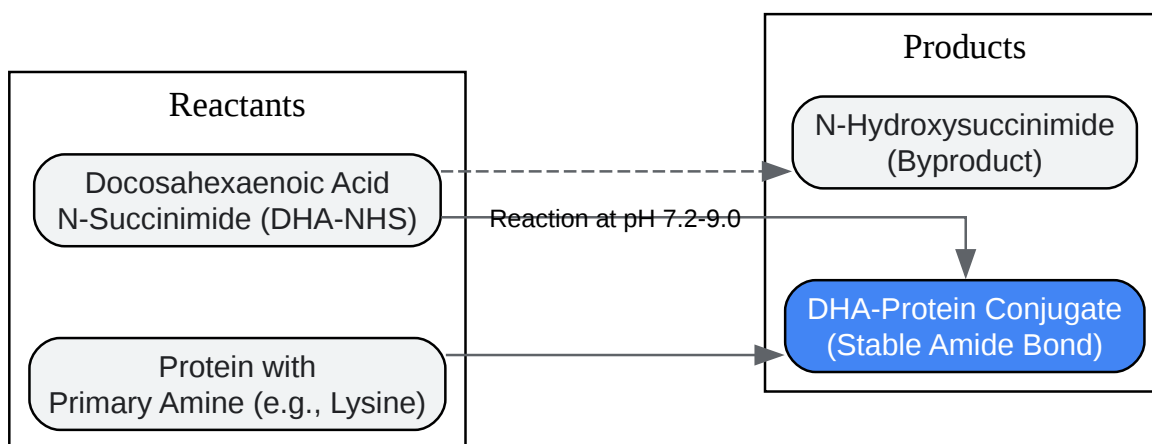 Reactants
Docosahexaenoic Acid
N-Succinimide (DHA-NHS)
Protein with
Primary Amine (e.g., Lysine)
Reaction at pH 7.2-9.0
Products
N-Hydroxysuccinimide
(Byproduct)
DHA-Protein Conjugate
(Stable Amide Bond)